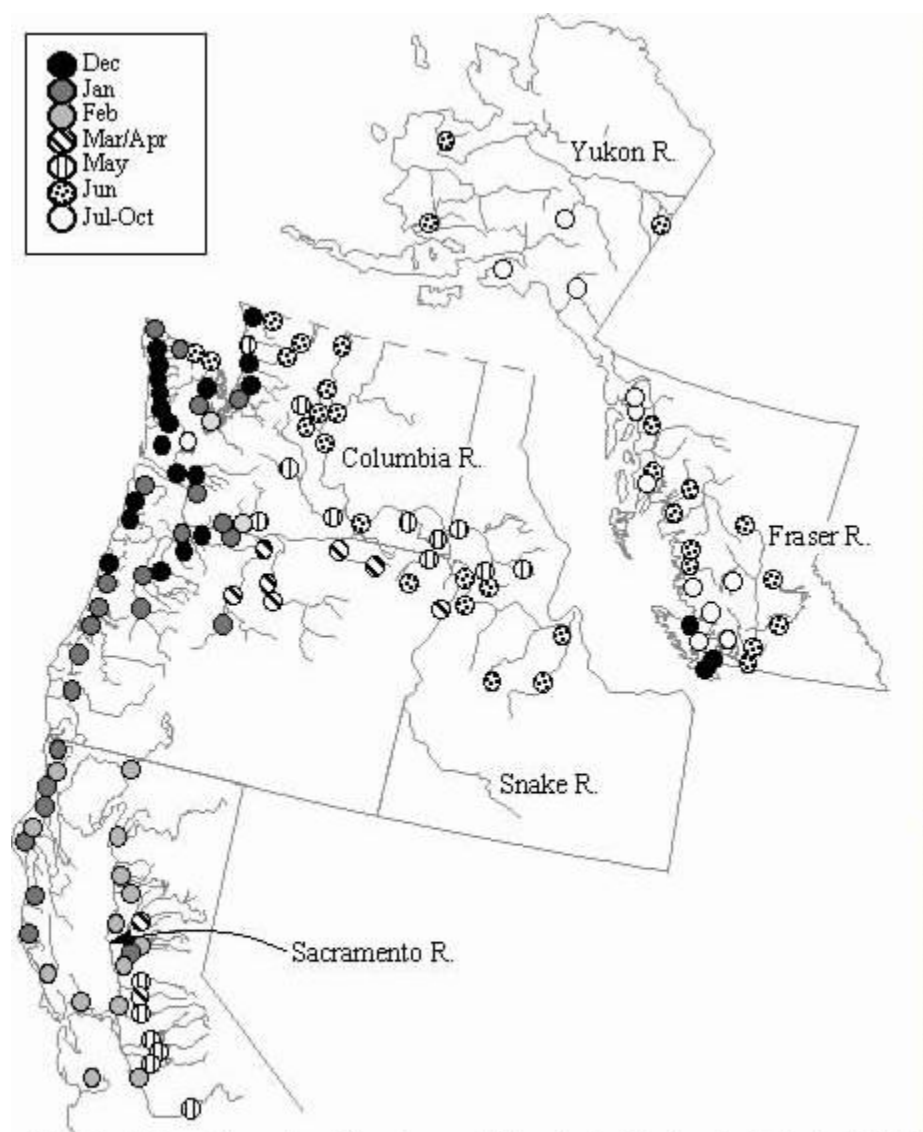 Dec
Jan
Feb
Mar/Apr
May
Jun
Jul-Oct
Yukon R.
Columbia R.
Fraser R.
Snake R.
Sacramento R.